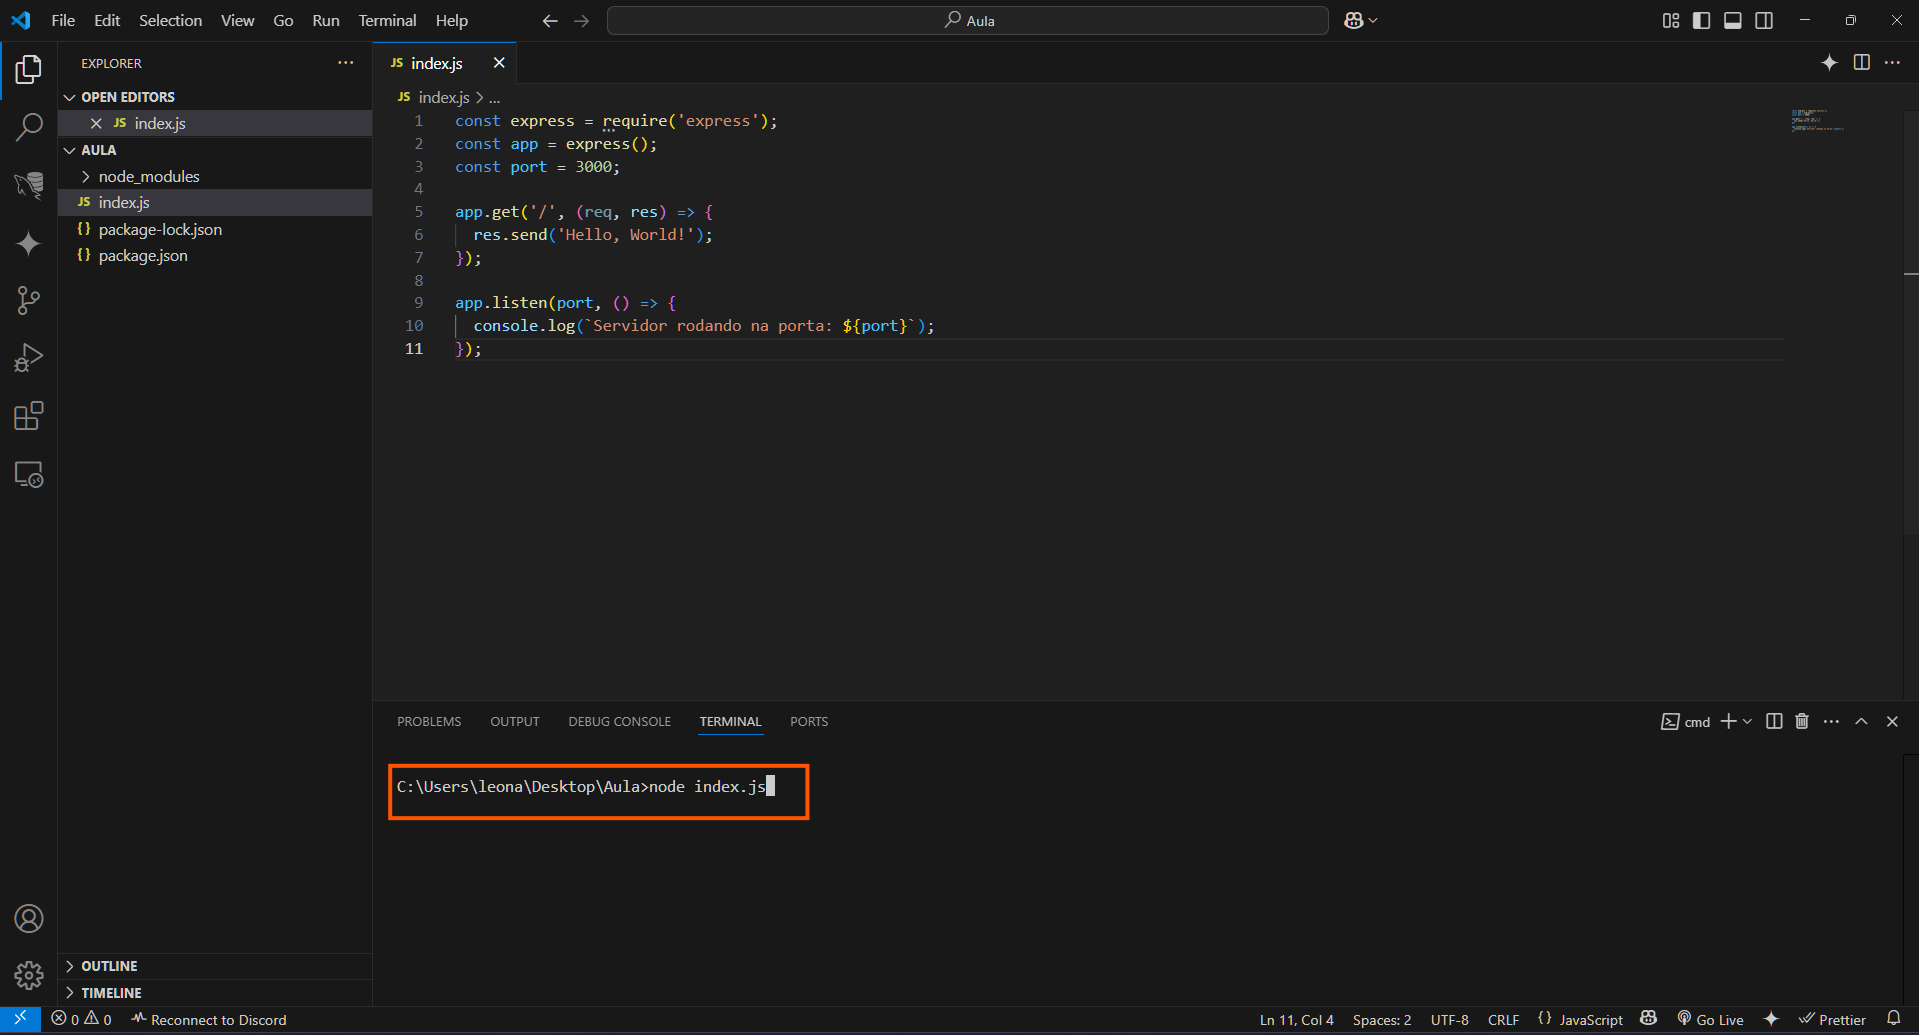 File Edit Selection View Go Run Terminal Help
Aula
EXPLORER
OPEN EDITORS
JS index.js
AULA
node_modules
JS index.js
{} package-lock.json
{} package.json
OUTLINE
TIMELINE
JS index.js
JS index.js > ...
1 const express = require('express');
2 const app = express();
3 const port = 3000;
4
5 app.get('/', (req, res) => {
6 res.send('Hello, World!');
7 });
8
9 app.listen(port, () => {
10 console.log(`Servidor rodando na porta: ${port}`);
11 });
PROBLEMS OUTPUT DEBUG CONSOLE TERMINAL PORTS
cmd
C:\Users\leona\Desktop\Aula>node index.js
0 0 Reconnect to Discord
Ln 11, Col 4 Spaces: 2 UTF-8 CRLF {} JavaScript Go Live Prettier